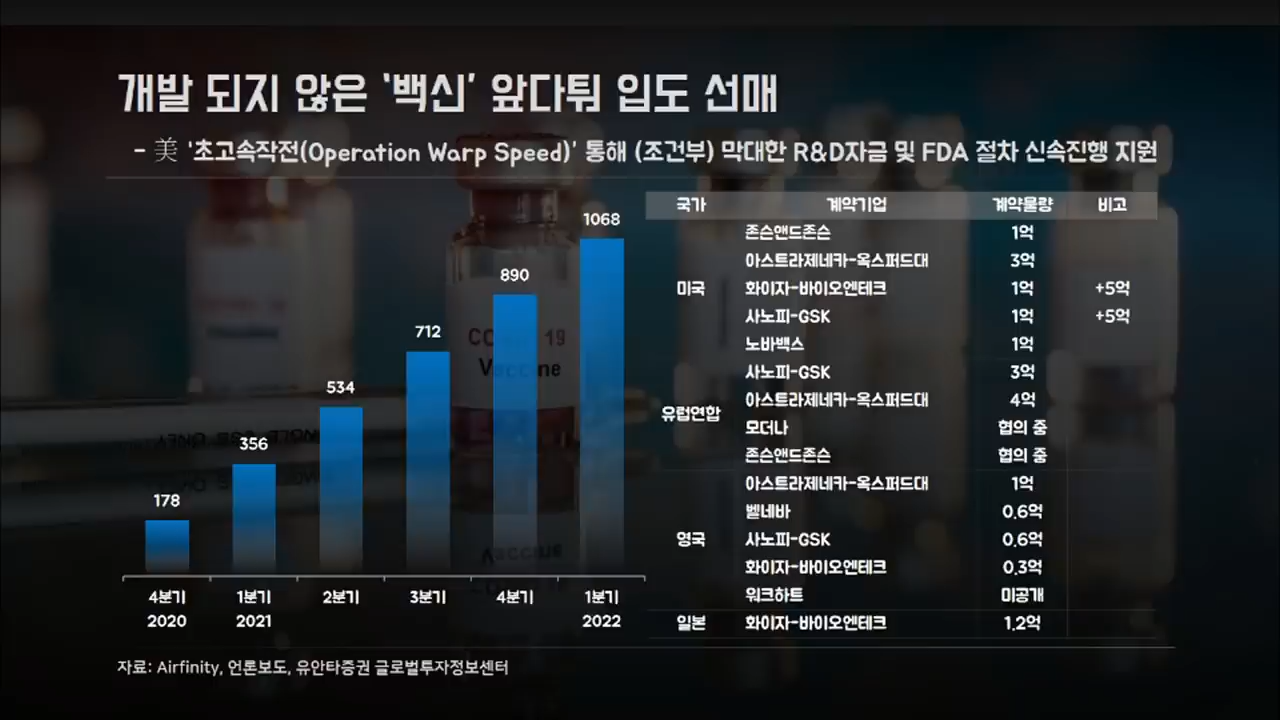 개발 되지 않은 '백신' 앞다퉈 입도 선매
- 美 '초고속작전(Operation Warp Speed)' 통해 (조건부) 막대한 R&D자금 및 FDA 절차 신속진행 지원
178
356
534
712
890
1068
4분기 1분기 2분기 3분기 4분기 1분기
2020 2021 2022
국가 계약기업 계약물량 비고
존슨앤드존슨 1억
아스트라제네카-옥스퍼드대 3억
미국 화이자-바이오엔테크 1억 +5억
사노피-GSK 1억 +5억
노바백스 1억
사노피-GSK 3억
아스트라제네카-옥스퍼드대 4억
유럽연합
모더나 협의 중
존슨앤드존슨 협의 중
아스트라제네카-옥스퍼드대 1억
벨네바 0.6억
영국 사노피-GSK 0.6억
화이자-바이오엔테크 0.3억
워크하트 미공개
일본 화이자-바이오엔테크 1.2억
자료: Airfinity, 언론보도, 유안타증권 글로벌투자정보센터
19
Vaccine